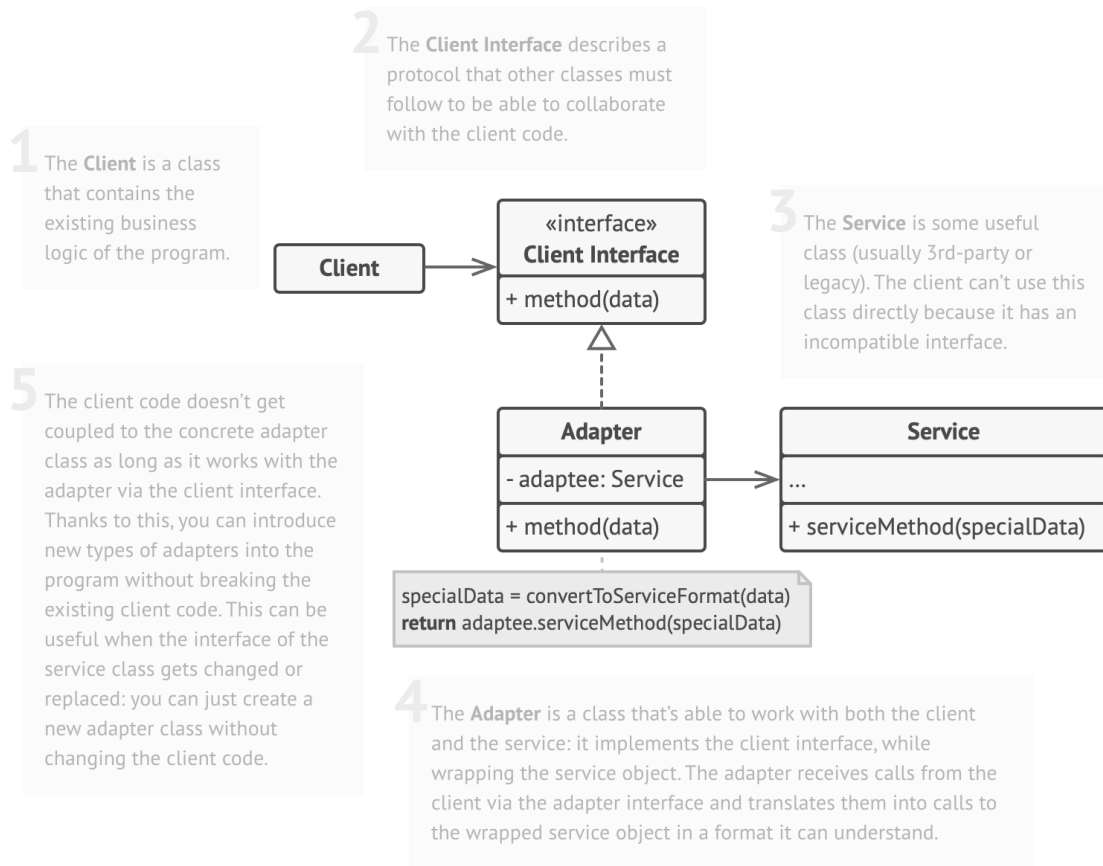 2
The Client Interface describes a
protocol that other classes must
follow to be able to collaborate
with the client code.
1
The Client is a class
that contains the
existing business
logic of the program.
Client
«interface»
Client Interface
+ method(data)
3
The Service is some useful
class (usually 3rd-party or
legacy). The client can’t use this
class directly because it has an
incompatible interface.
5
The client code doesn’t get
coupled to the concrete adapter
class as long as it works with the
adapter via the client interface.
Thanks to this, you can introduce
new types of adapters into the
program without breaking the
existing client code. This can be
useful when the interface of the
service class gets changed or
replaced: you can just create a
new adapter class without
changing the client code.
Adapter
- adaptee: Service
+ method(data)
Service
...
+ serviceMethod(specialData)
specialData = convertToServiceFormat(data)
return adaptee.serviceMethod(specialData)
4
The Adapter is a class that’s able to work with both the client
and the service: it implements the client interface, while
wrapping the service object. The adapter receives calls from the
client via the adapter interface and translates them into calls to
the wrapped service object in a format it can understand.